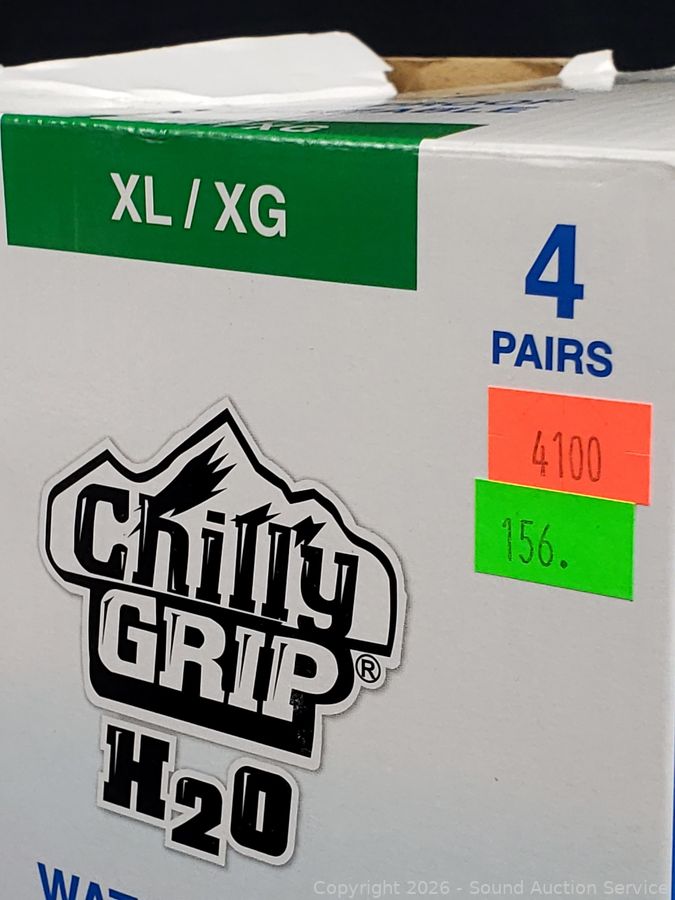 XL / XG
4
PAIRS
4100
156.
Chilly
GRIP®
H2O
Copyright 2026 - Sound Auction Service